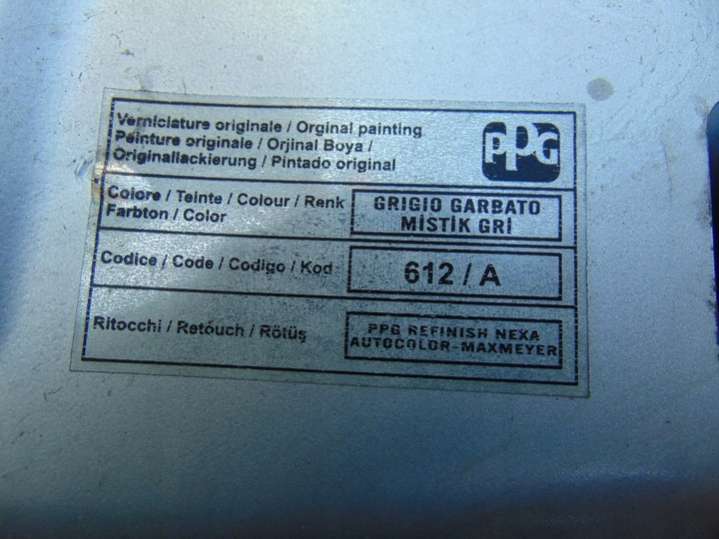 Verniciature originale / Orginal painting
Peinture originale / Orjinal Boya /
Originallackierung / Pintado original
PPG
Colore / Teinte / Colour / Renk
Farbton / Color
GRIGIO GARBATO
MİSTİK GRİ
Codice / Code / Codigo / Kod
612 / A
Ritocchi / Retouch / Rötüş
PPG REFINISH NEXA
AUTOCOLOR-MAXMEYER